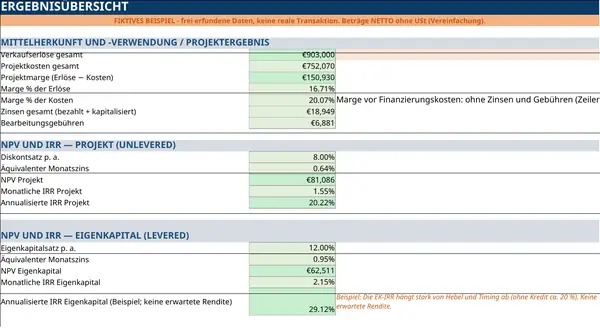 ERGEBNISÜBERSICHT
FIKTIVES BEISPIEL - frei erfundene Daten, keine reale Transaktion. Beträge NETTO ohne USt (Vereinfachung).
MITTELHERKUNFT UND -VERWENDUNG / PROJEKTERGEBNIS
Verkaufserlöse gesamt €903,000
Projektkosten gesamt €752,070
Projektmarge (Erlöse − Kosten) €150,930
Marge % der Erlöse 16.71%
Marge % der Kosten 20.07% Marge vor Finanzierungskosten: ohne Zinsen und Gebühren (Zeilen
Zinsen gesamt (bezahlt + kapitalisiert) €18,949
Bearbeitungsgebühren €6,881
NPV UND IRR — PROJEKT (UNLEVERED)
Diskontsatz p. a. 8.00%
Äquivalenter Monatszins 0.64%
NPV Projekt €81,086
Monatliche IRR Projekt 1.55%
Annualisierte IRR Projekt 20.22%
NPV UND IRR — EIGENKAPITAL (LEVERED)
Eigenkapitalsatz p. a. 12.00%
Äquivalenter Monatszins 0.95%
NPV Eigenkapital €62,511
Monatliche IRR Eigenkapital 2.15%
Annualisierte IRR Eigenkapital (Beispiel; keine erwartete Rendite) 29.12% Beispiel: Die EK-IRR hängt stark von Hebel und Timing ab (ohne Kredit ca. 20 %). Keine
erwartete Rendite.